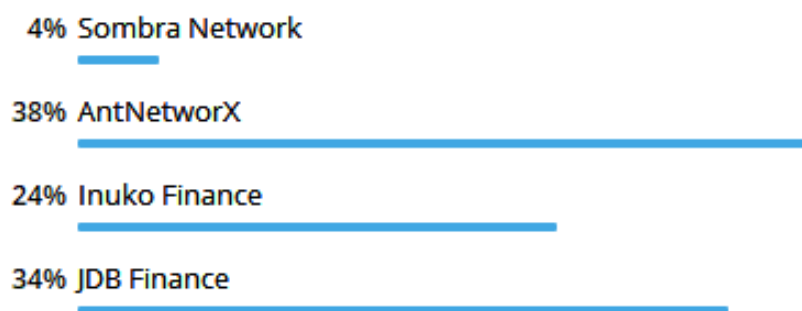 4% Sombra Network
38% AntNetworX
24% Inuko Finance
34% JDB Finance